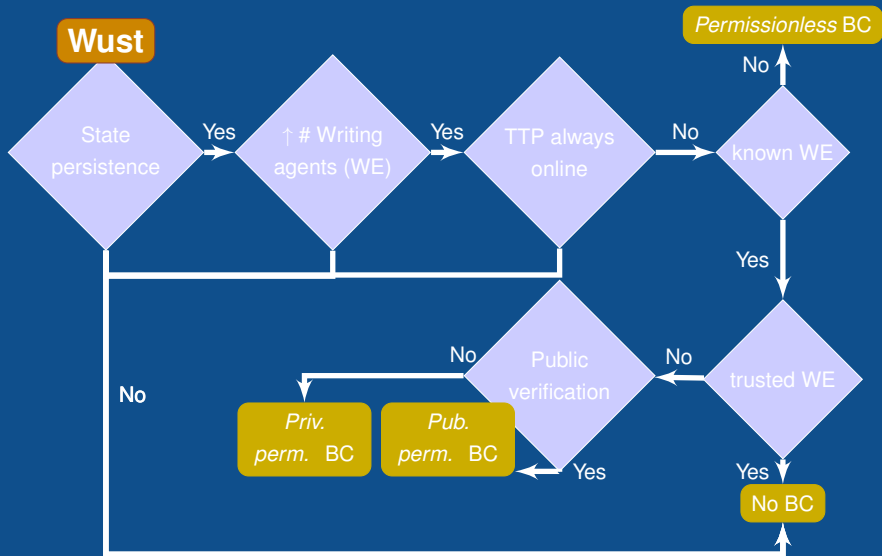 Wust
Permissionless BC
No
State
persistence
Yes
↑ # Writing
agents (WE)
Yes
TTP always
online
No
known WE
Yes
No
Public
verification
No
trusted WE
No
Priv.
perm. BC
Pub.
perm. BC
Yes
Yes
No BC